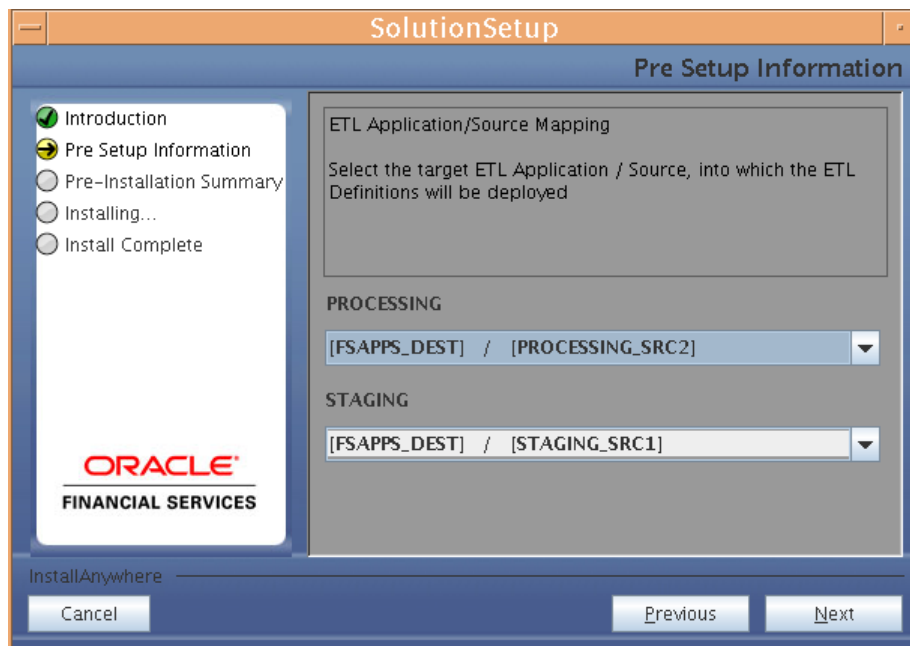 SolutionSetup
Pre Setup Information
Introduction
Pre Setup Information
Pre-Installation Summary
Installing...
Install Complete
ORACLE
FINANCIAL SERVICES
ETL Application/Source Mapping
Select the target ETL Application / Source, into which the ETL
Definitions will be deployed
PROCESSING
[FSAPPS_DEST] / [PROCESSING_SRC2]
STAGING
[FSAPPS_DEST] / [STAGING_SRC1]
InstallAnywhere
Cancel
Previous
Next